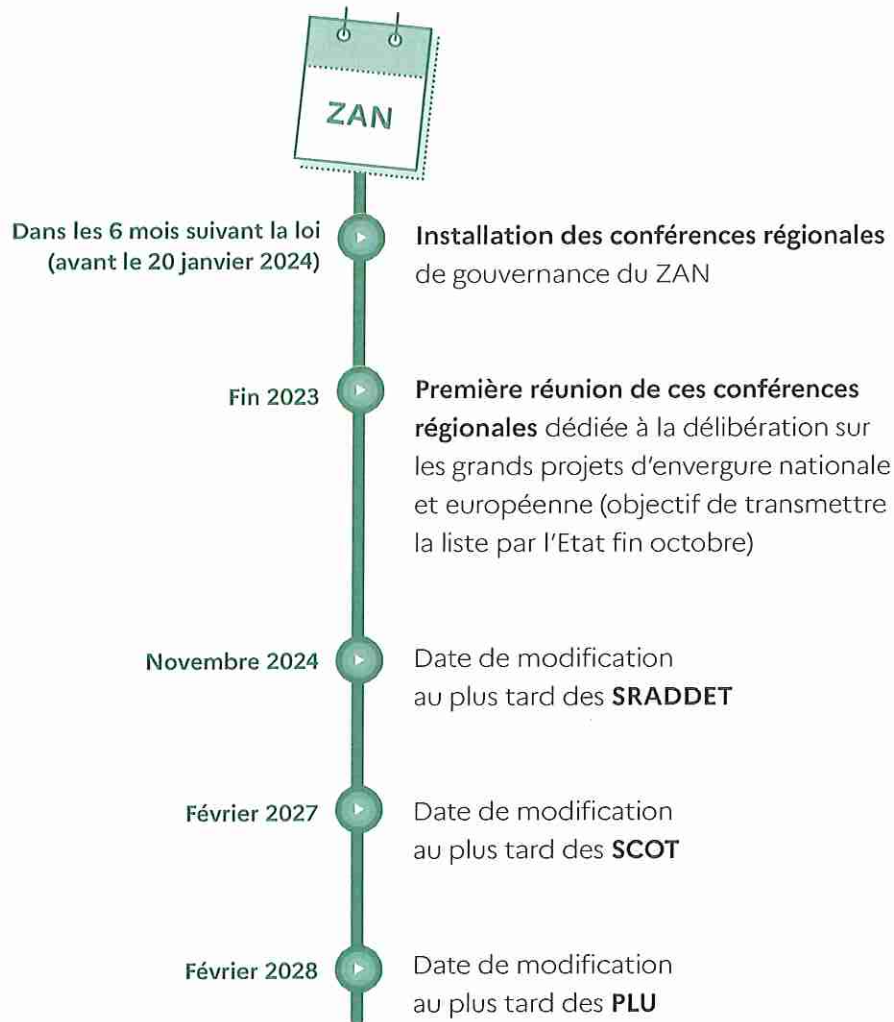 ZAN
Dans les 6 mois suivant la loi
(avant le 20 janvier 2024)
Installation des conférences régionales
de gouvernance du ZAN
Fin 2023
Première réunion de ces conférences
régionales dédiée à la délibération sur
les grands projets d'envergure nationale
et européenne (objectif de transmettre
la liste par l'Etat fin octobre)
Novembre 2024
Date de modification
au plus tard des SRADDET
Février 2027
Date de modification
au plus tard des SCOT
Février 2028
Date de modification
au plus tard des PLU